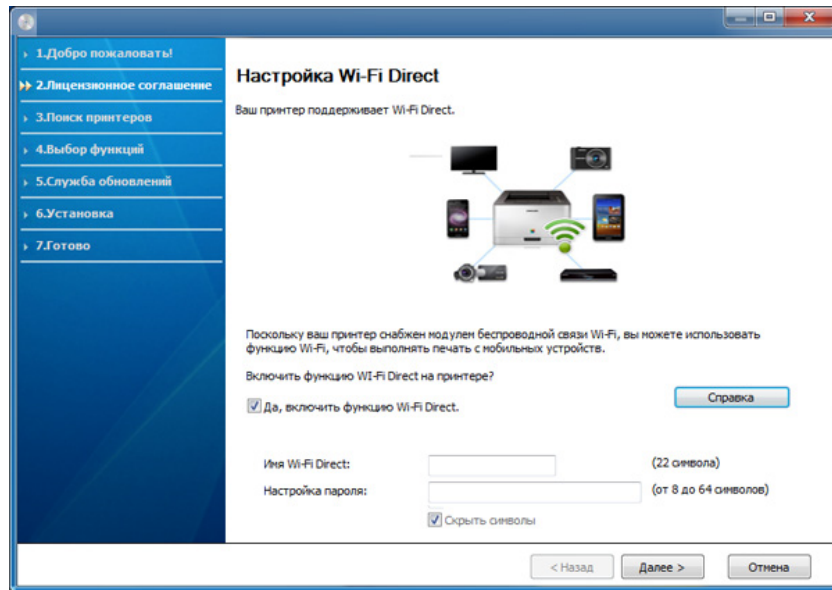 1.Добро пожаловать!
2.Лицензионное соглашение
3.Поиск принтеров
4.Выбор функций
5.Служба обновлений
6.Установка
7.Готово
Настройка Wi-Fi Direct
Ваш принтер поддерживает Wi-Fi Direct.
Поскольку ваш принтер снабжен модулем беспроводной связи Wi-Fi, вы можете использовать
функцию Wi-Fi, чтобы выполнять печать с мобильных устройств.
Включить функцию WI-Fi Direct на принтере?
Да, включить функцию Wi-Fi Direct.
Справка
Имя Wi-Fi Direct:
(22 символа)
Настройка пароля:
(от 8 до 64 символов)
Скрыть символы
< Назад
Далее >
Отмена